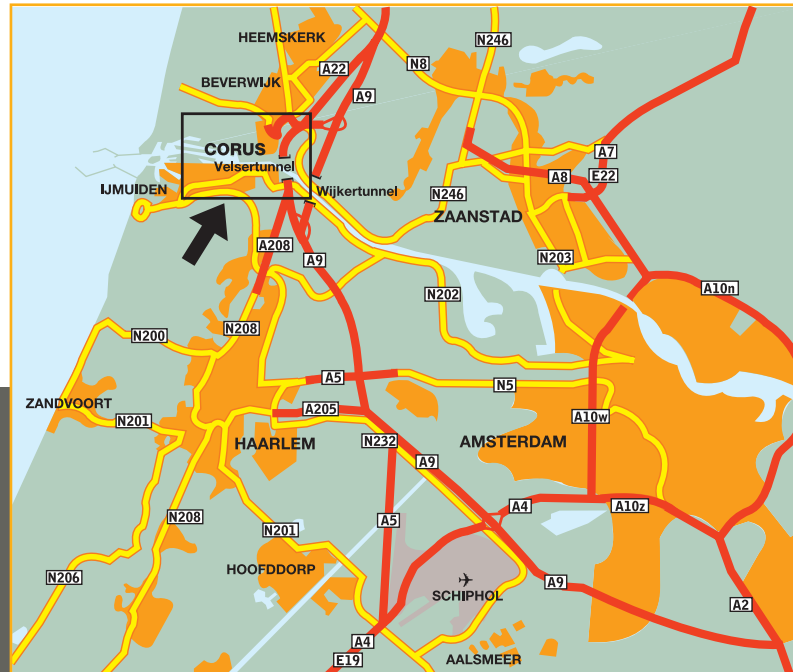 HEEMSKERK
N246
N8
A22
BEVERWIJK
A9
CORUS
Velsertunnel
A7
E22
A8
IJMUIDEN
Wijkertunnel
N246
ZAANSTAD
A208
A9
N203
A10n
N202
N200
N208
A5
N5
ZANDVOORT
A205
N201
A10w
HAARLEM
N232
AMSTERDAM
A9
A4
A10z
N208
A5
N201
HOOFDDORP
N206
A9
SCHIPHOL
A2
A4
E19
AALSMEER